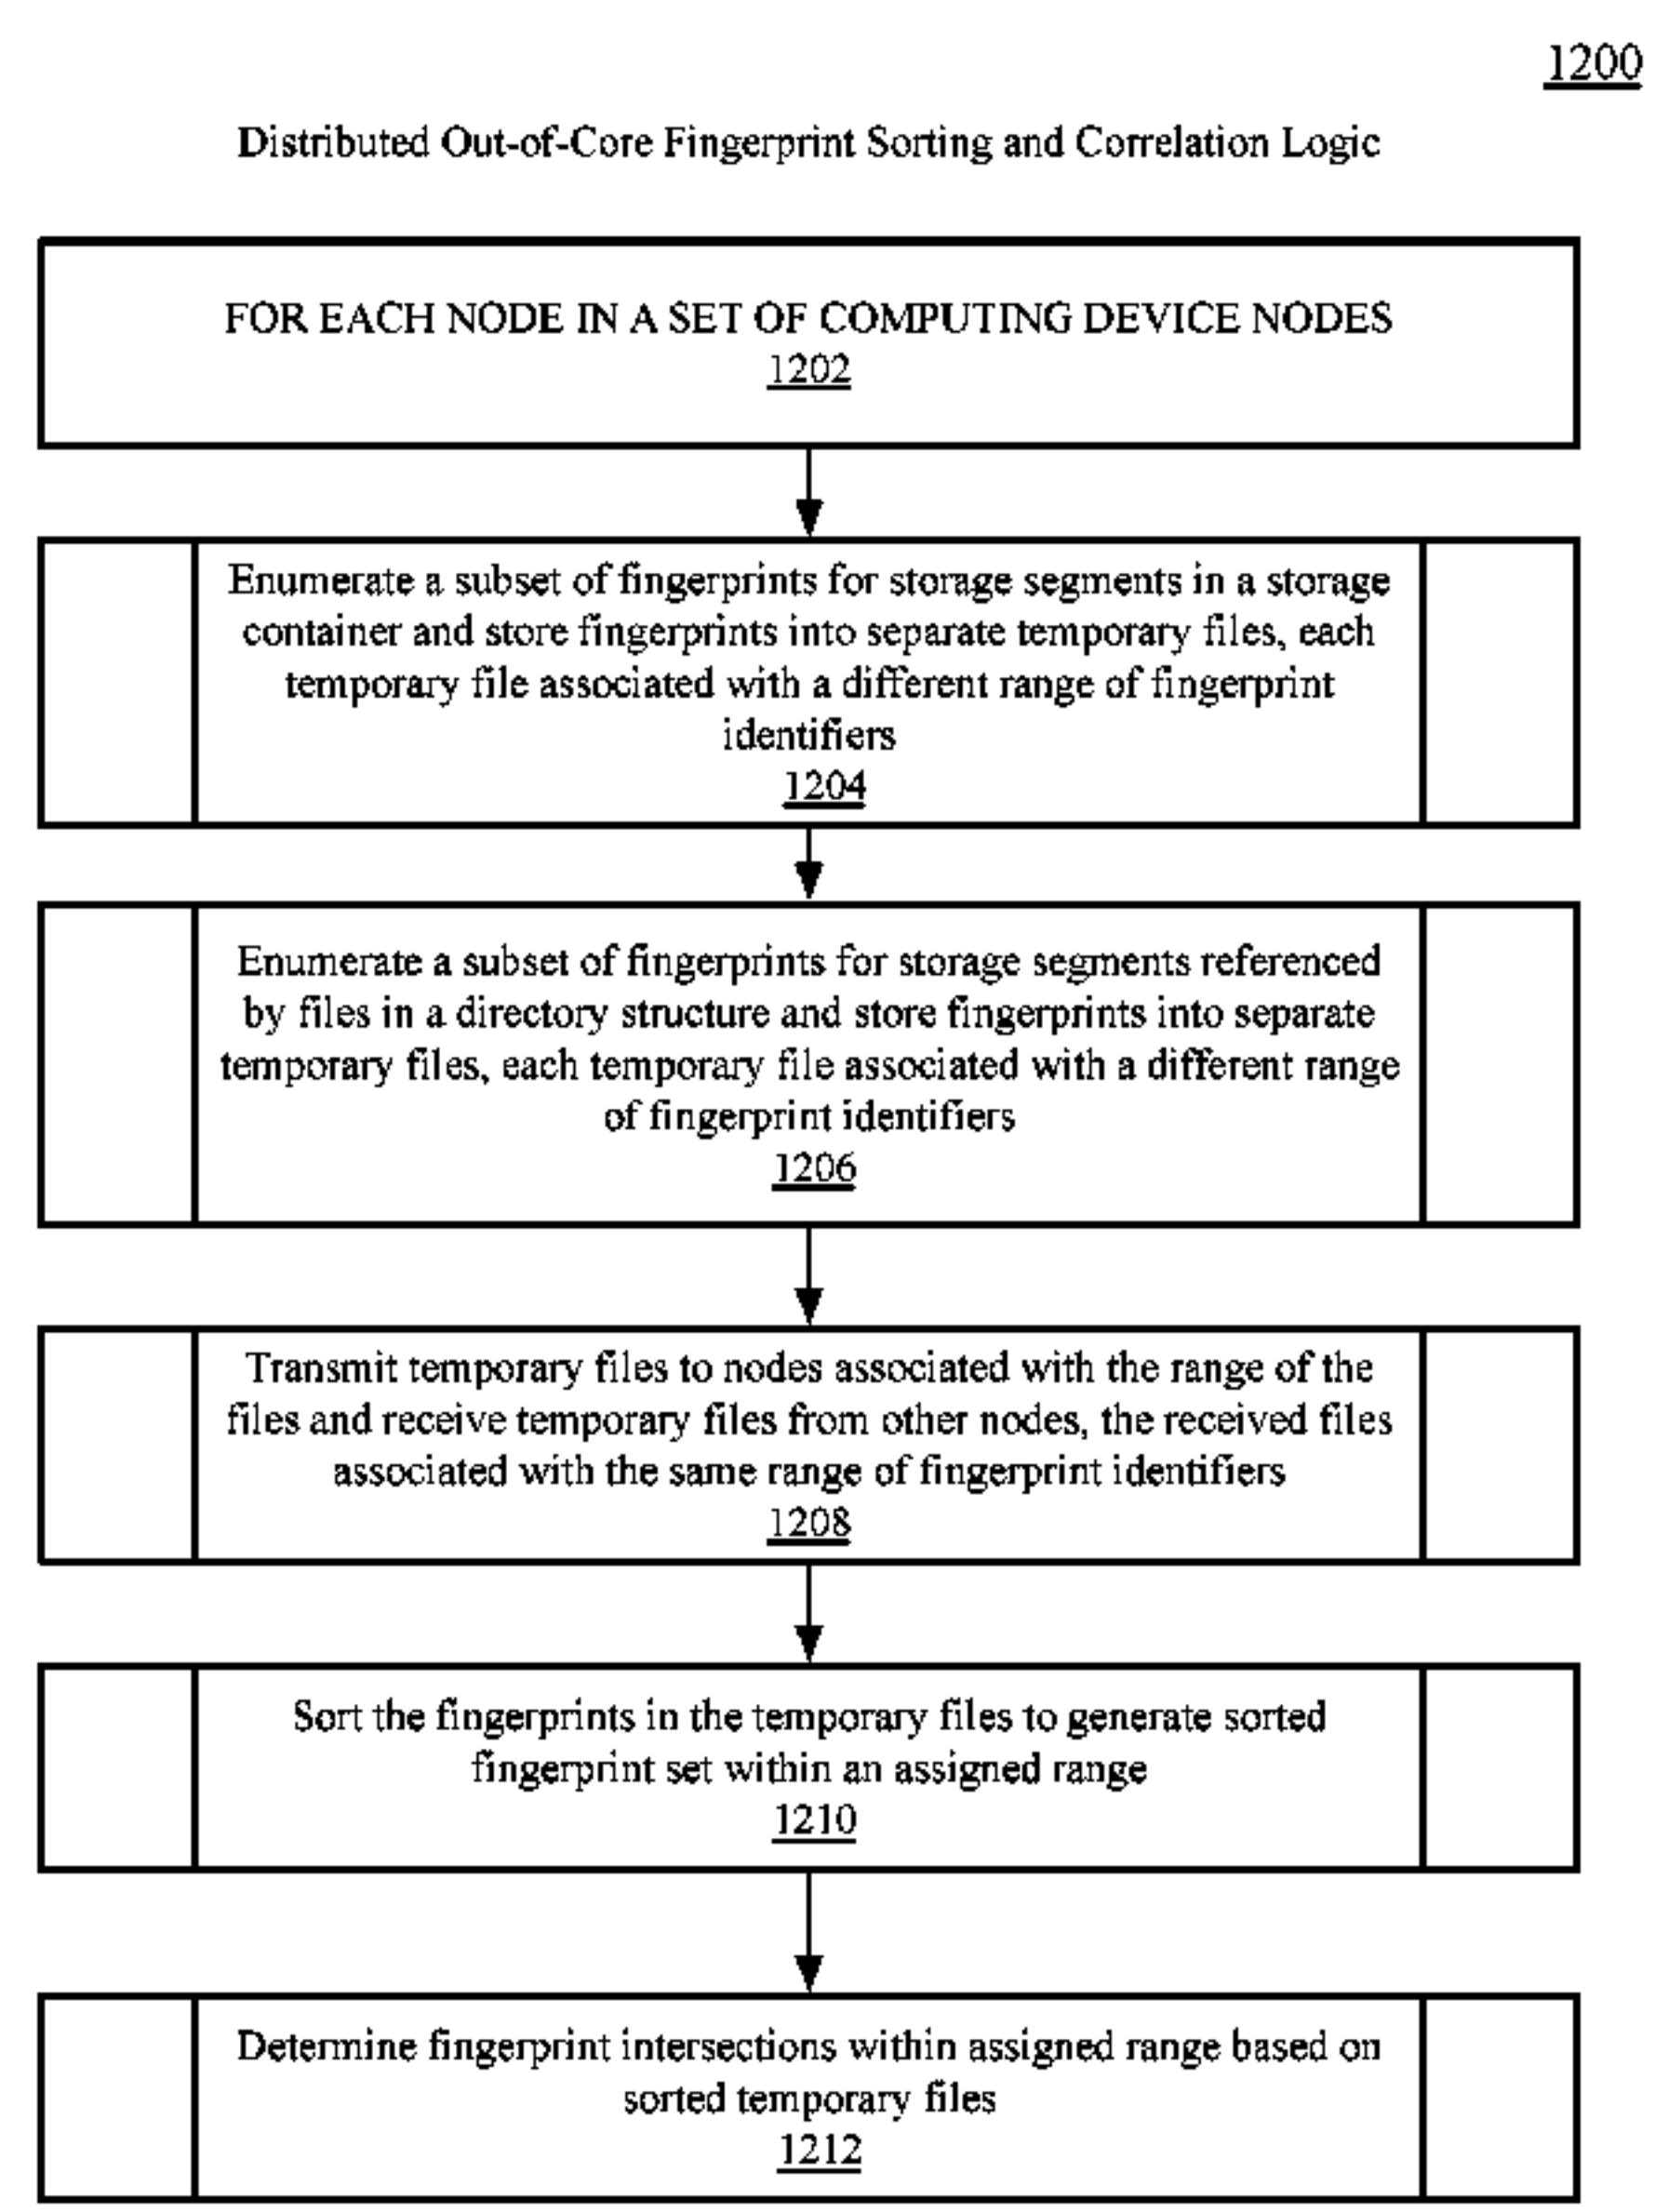 1200
Distributed Out-of-Core Fingerprint Sorting and Correlation Logic
FOR EACH NODE IN A SET OF COMPUTING DEVICE NODES
1202
Enumerate a subset of fingerprints for storage segments in a storage
container and store fingerprints into separate temporary files, each
temporary file associated with a different range of fingerprint
identifiers
1204
Enumerate a subset of fingerprints for storage segments referenced
by files in a directory structure and store fingerprints into separate
temporary files, each temporary file associated with a different range
of fingerprint identifiers
1206
Transmit temporary files to nodes associated with the range of the
files and receive temporary files from other nodes, the received files
associated with the same range of fingerprint identifiers
1208
Sort the fingerprints in the temporary files to generate sorted
fingerprint set within an assigned range
1210
Determine fingerprint intersections within assigned range based on
sorted temporary files
1212